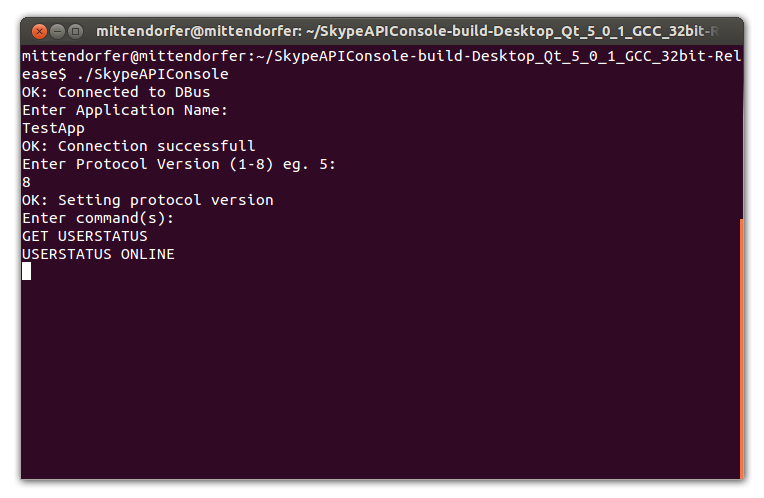 mittendorfer@mittendorfer: ~/SkypeAPIConsole-build-Desktop_Qt_5_0_1_GCC_32bit-R
mittendorfer@mittendorfer:~/SkypeAPIConsole-build-Desktop_Qt_5_0_1_GCC_32bit-Rel
ease$ ./SkypeAPIConsole
OK: Connected to DBus
Enter Application Name:
TestApp
OK: Connection successfull
Enter Protocol Version (1-8) eg. 5:
8
OK: Setting protocol version
Enter command(s):
GET USERSTATUS
USERSTATUS ONLINE